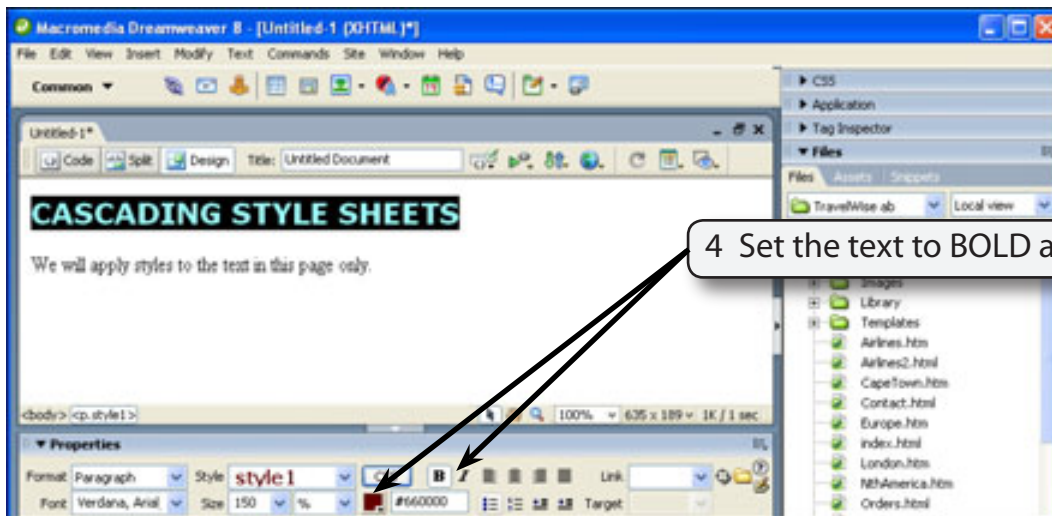 Macromedia Dreamweaver 8 - [Untitled-1 (XHTML)*]
File Edit View Insert Modify Text Commands Site Window Help
Common
CSS
Application
Tag Inspector
Files
Files Assets Snippets
TravelWise ab Local view
Untitled-1*
Code Split Design Title: Untitled Document
CASCADING STYLE SHEETS
We will apply styles to the text in this page only.
4 Set the text to BOLD a
Images
Library
Templates
Airlines.htm
Airlines2.html
CapeTown.htm
Contact.html
Europe.htm
index.html
London.htm
NthAmerica.htm
Orders.html
<body> <p.style1> 100% 635 x 189 1K / 1 sec
Properties
Format Paragraph Style style1 B I Link
Font Verdana, Arial, Size 150 % #660000 Target